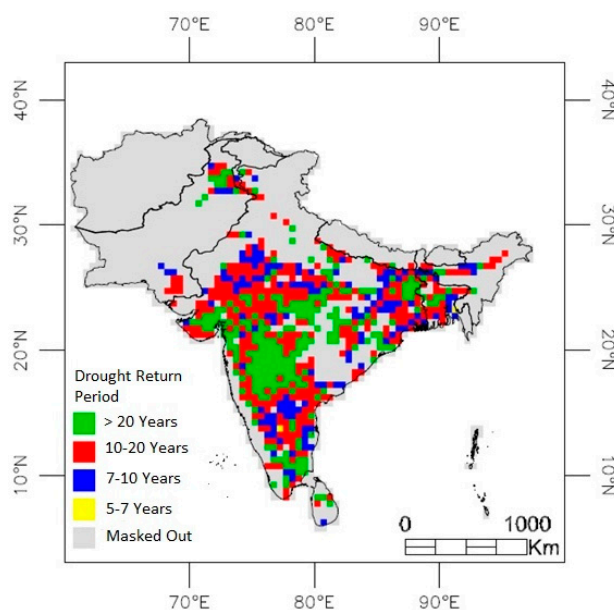 70°E 80°E 90°E
40°N 40°N
30°N 30°N
20°N 20°N
10°N 10°N
Drought Return
Period
> 20 Years
10-20 Years
7-10 Years
5-7 Years
Masked Out
0 1000
Km
70°E 80°E 90°E